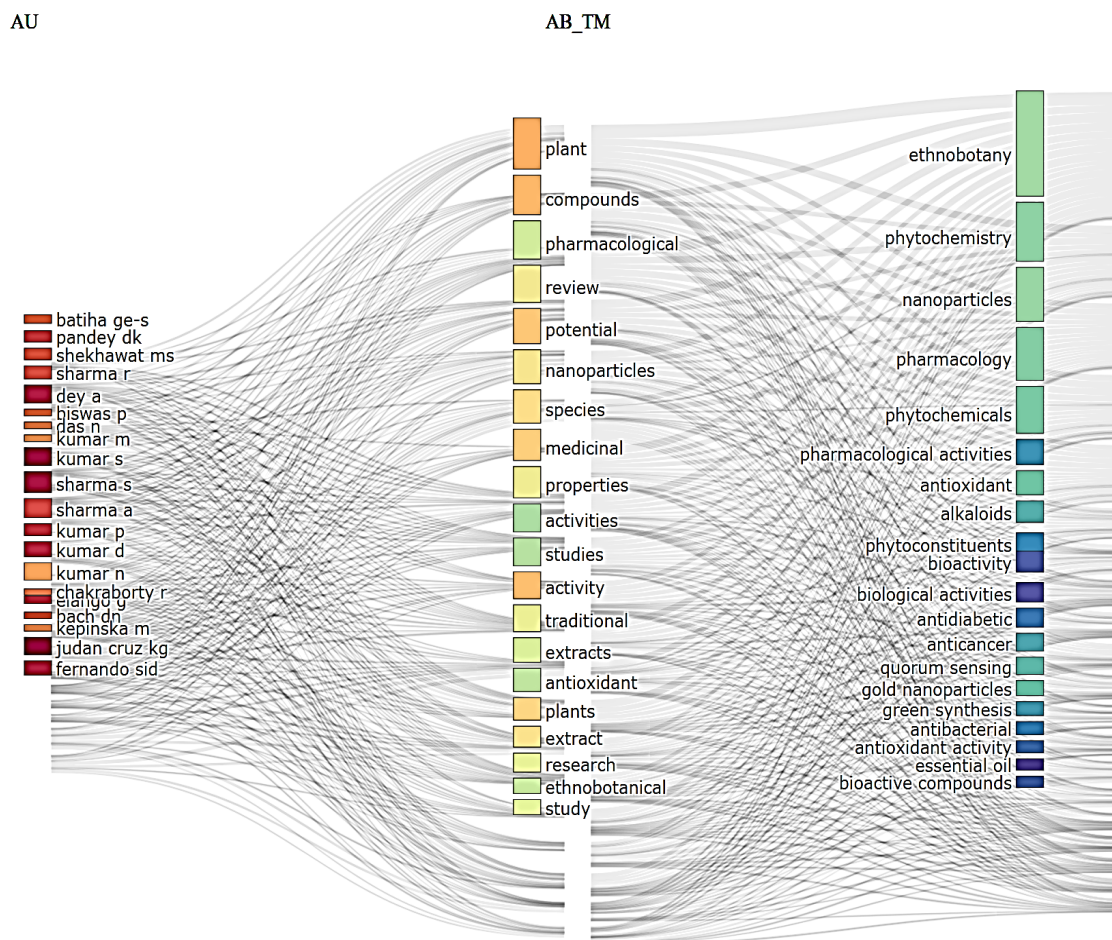 AU
AB_TM
batiha ge-s
pandey dk
shekhawat ms
sharma r
dey a
biswas p
das n
kumar m
kumar s
sharma s
sharma a
kumar p
kumar d
kumar n
chakraborty r
elango g
bach dn
kepinska m
judan cruz kg
fernando sid
plant
compounds
pharmacological
review
potential
nanoparticles
species
medicinal
properties
activities
studies
activity
traditional
extracts
antioxidant
plants
extract
research
ethnobotanical
study
ethnobotany
phytochemistry
nanoparticles
pharmacology
phytochemicals
pharmacological activities
antioxidant
alkaloids
phytoconstituents
bioactivity
biological activities
antidiabetic
anticancer
quorum sensing
gold nanoparticles
green synthesis
antibacterial
antioxidant activity
essential oil
bioactive compounds